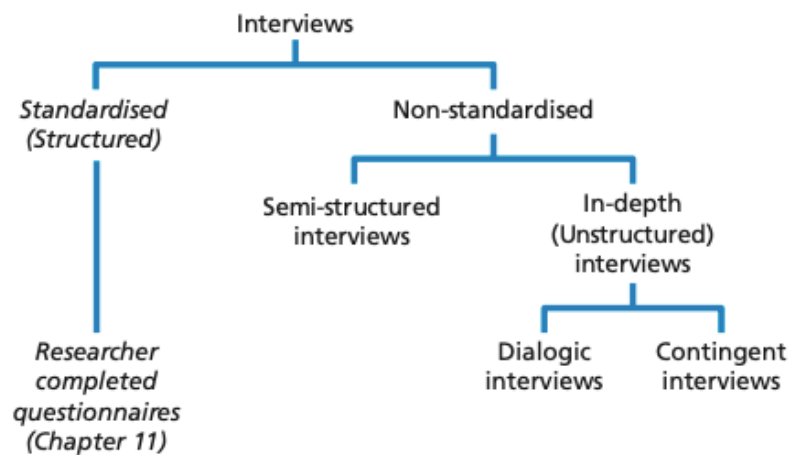 Interviews
Standardised
(Structured)
Non-standardised
Semi-structured
interviews
In-depth
(Unstructured)
interviews
Researcher
completed
questionnaires
(Chapter 11)
Dialogic
interviews
Contingent
interviews